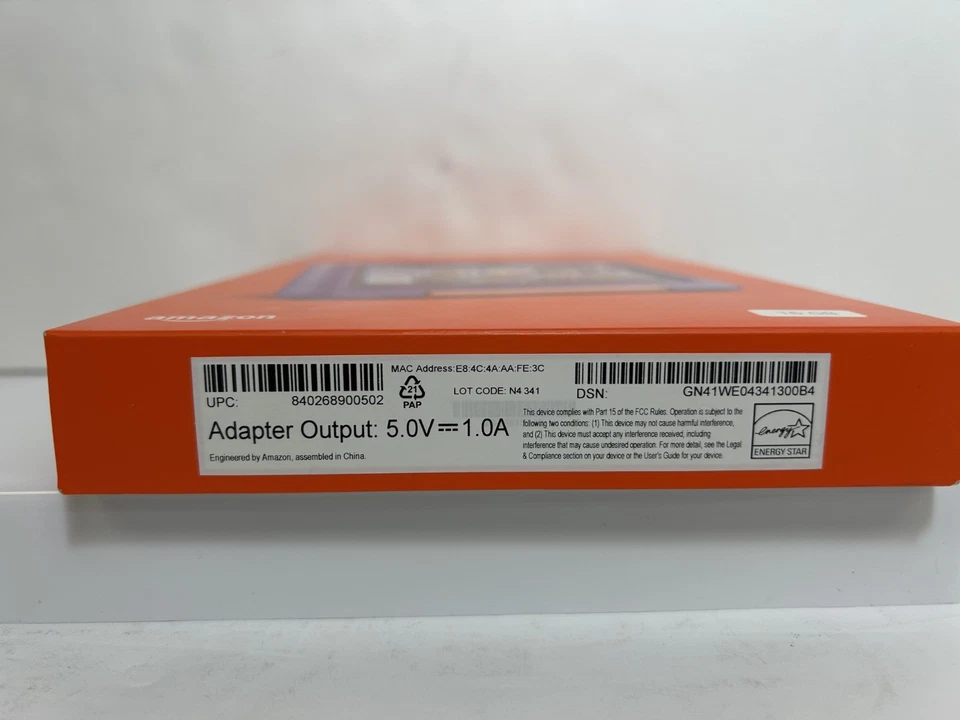 amazon
16 GB
MAC Address:E8:4C:4A:AA:FE:3C
UPC: 840268900502
21
PAP
LOT CODE: N4 341
DSN: GN41WE04341300B4
Adapter Output: 5.0V⎓1.0A
Engineered by Amazon, assembled in China.
This device complies with Part 15 of the FCC Rules. Operation is subject to the
following two conditions: (1) This device may not cause harmful interference,
and (2) This device must accept any interference received, including
interference that may cause undesired operation. For more detail, see the Legal
& Compliance section on your device or the User's Guide for your device.
energy
ENERGY STAR